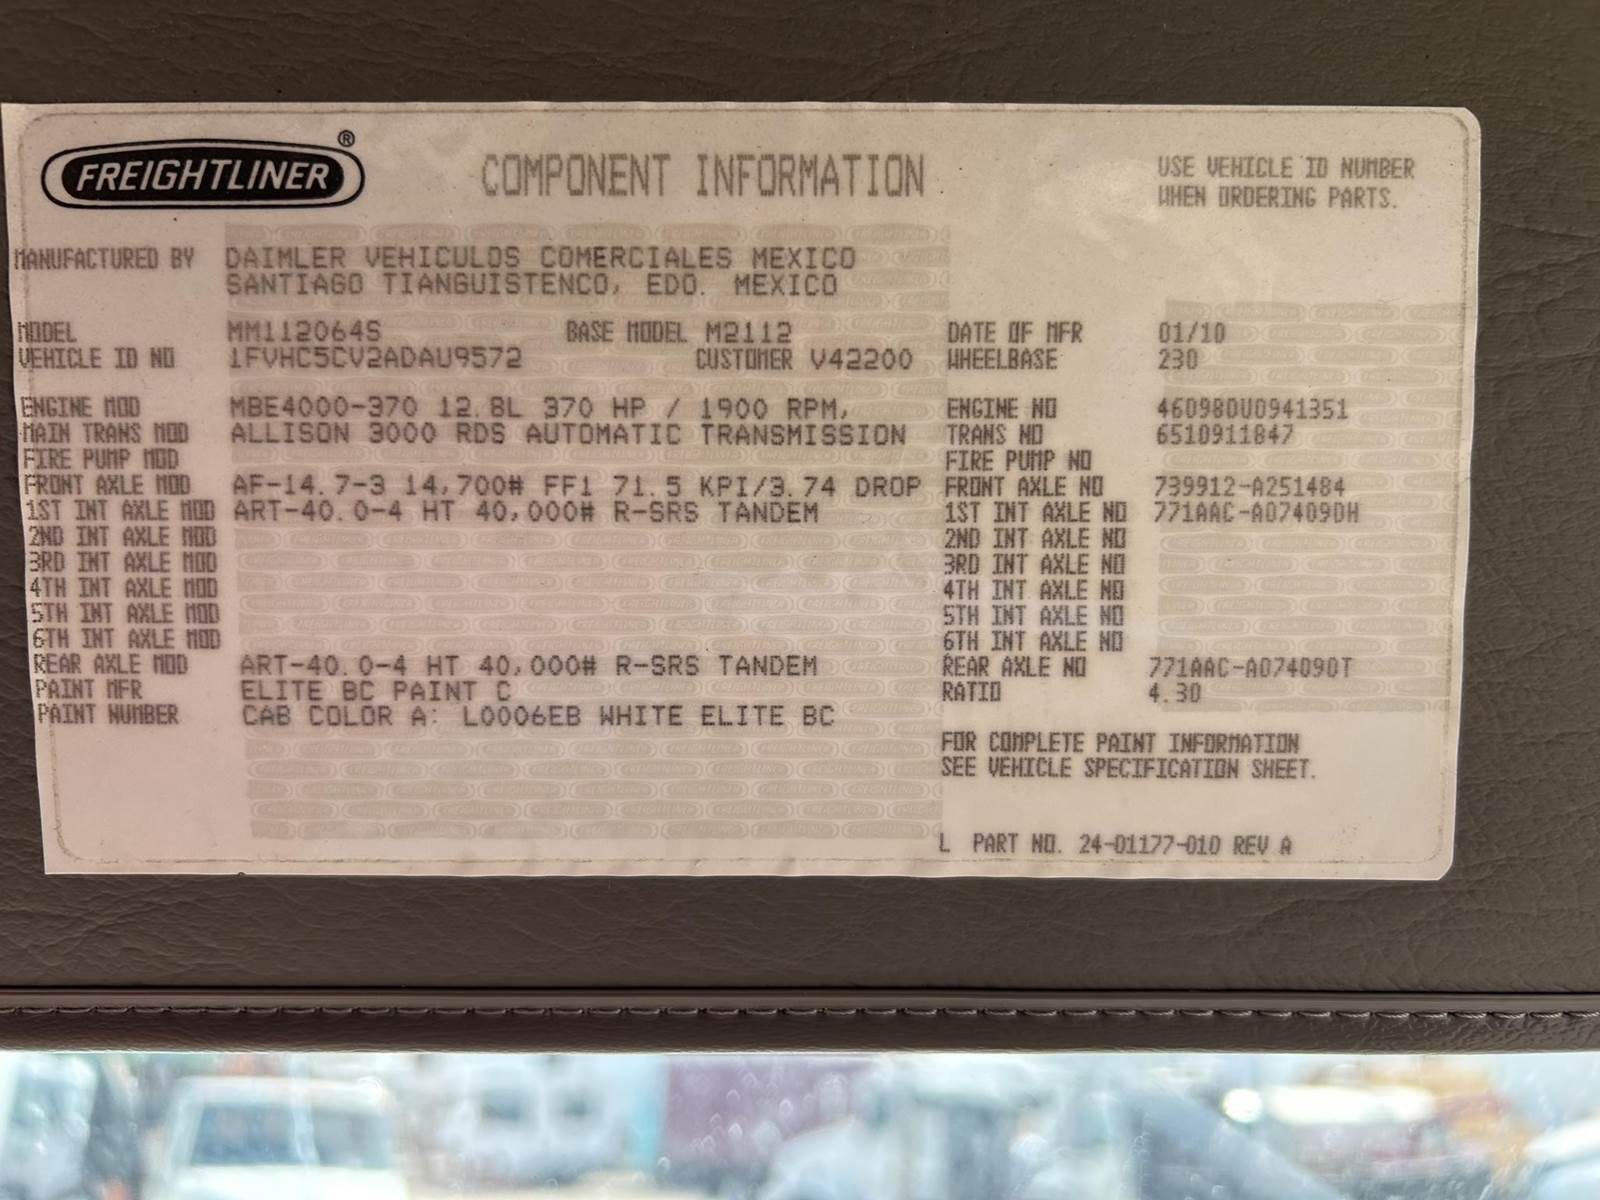 FREIGHTLINER®
COMPONENT INFORMATION
USE VEHICLE ID NUMBER
WHEN ORDERING PARTS.
MANUFACTURED BY DAIMLER VEHICULOS COMERCIALES MEXICO
SANTIAGO TIANGUISTENCO, EDO. MEXICO
MODEL MM112064S BASE MODEL M2112 DATE OF MFR 01/10
VEHICLE ID NO 1FVHC5CV2ADAU9572 CUSTOMER V42200 WHEELBASE 230
ENGINE MOD MBE4000-370 12.8L 370 HP / 1900 RPM, ENGINE NO 460980U0941351
MAIN TRANS MOD ALLISON 3000 RDS AUTOMATIC TRANSMISSION TRANS NO 6510911847
FIRE PUMP MOD FIRE PUMP NO
FRONT AXLE MOD AF-14.7-3 14,700# FF1 71.5 KPI/3.74 DROP FRONT AXLE NO 739912-A251484
1ST INT AXLE MOD ART-40.0-4 HT 40,000# R-SRS TANDEM 1ST INT AXLE NO 771AAC-A074090H
2ND INT AXLE MOD 2ND INT AXLE NO
3RD INT AXLE MOD 3RD INT AXLE NO
4TH INT AXLE MOD 4TH INT AXLE NO
5TH INT AXLE MOD 5TH INT AXLE NO
6TH INT AXLE MOD 6TH INT AXLE NO
REAR AXLE MOD ART-40.0-4 HT 40,000# R-SRS TANDEM REAR AXLE NO 771AAC-A074090T
PAINT MFR ELITE BC PAINT C RATIO 4.30
PAINT NUMBER CAB COLOR A: L0006EB WHITE ELITE BC
FOR COMPLETE PAINT INFORMATION
SEE VEHICLE SPECIFICATION SHEET.
L PART NO. 24-01177-010 REV A